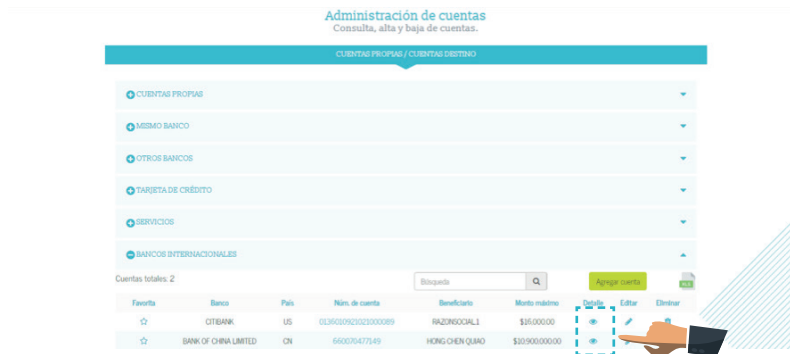 Administración de cuentas
Consulta, alta y baja de cuentas.
CUENTAS PROPIAS / CUENTAS DESTINO
CUENTAS PROPIAS
MISMO BANCO
OTROS BANCOS
TARJETA DE CRÉDITO
SERVICIOS
BANCOS INTERNACIONALES
Cuentas totales: 2 Búsqueda Agregar cuenta
Favorita Banco País Núm. de cuenta Beneficiario Monto máximo Detalle Editar Eliminar
CITIBANK US 0136010921021000089 RAZONSOCIAL1 $16,000.00
BANK OF CHINA LIMITED CN 660070477149 HONG CHEN QUIAO $10,900,000.00